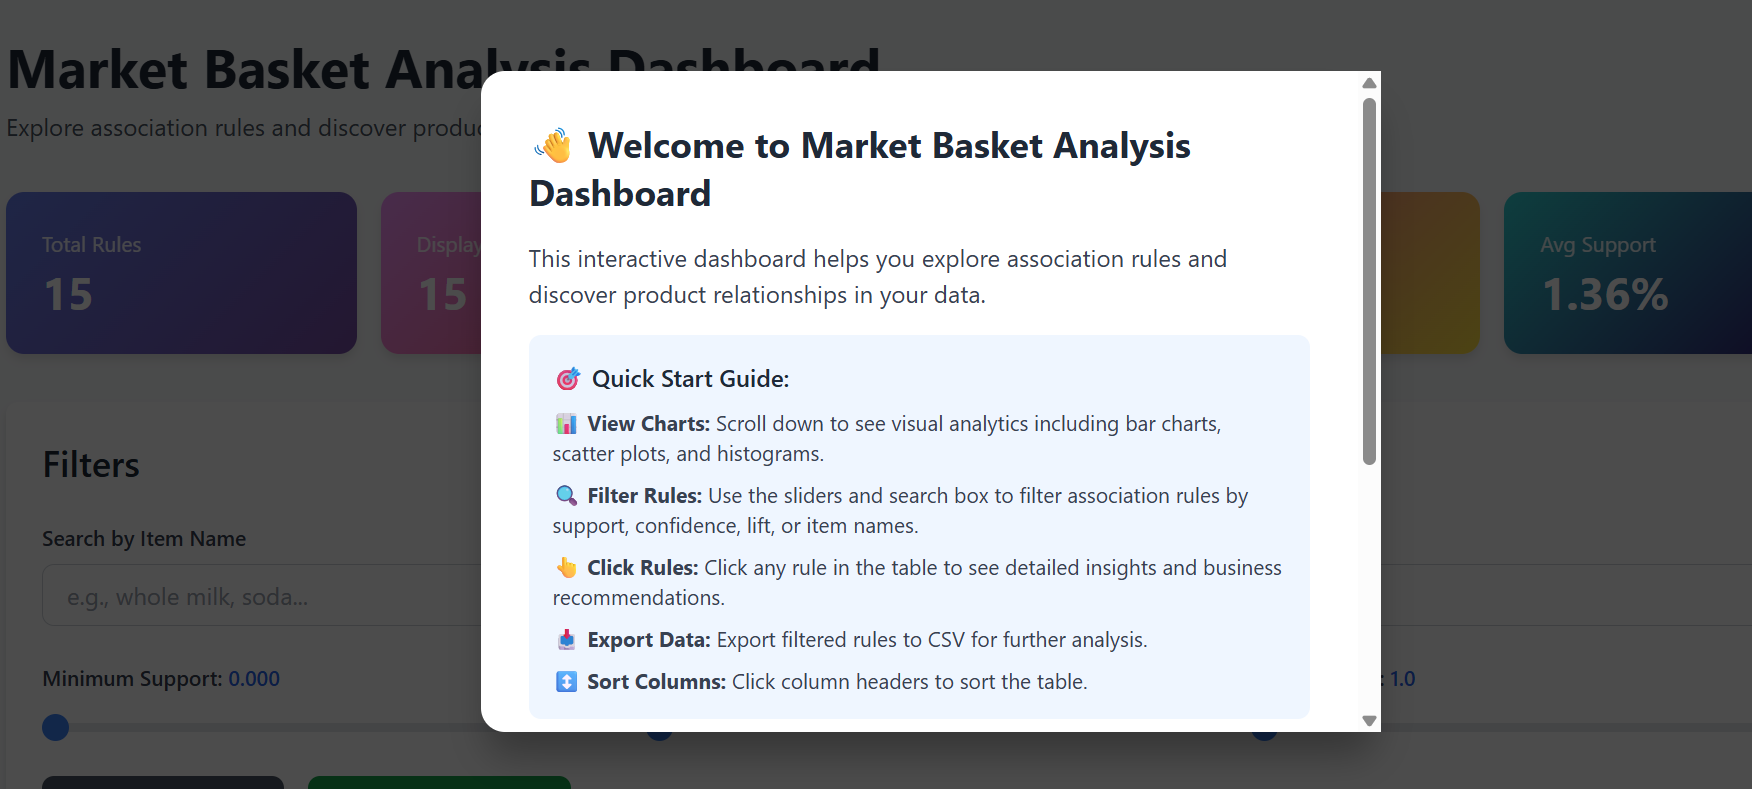 Market Basket Analysis Dashboard
Explore association rules and discover
Total Rules
15
15
Avg Support
1.36%
Filters
Search by Item Name
e.g., whole milk, soda...
Minimum Support: 0.000
: 1.0
👋 Welcome to Market Basket Analysis
Dashboard
This interactive dashboard helps you explore association rules and
discover product relationships in your data.
🎯 Quick Start Guide:
📊 View Charts: Scroll down to see visual analytics including bar charts,
scatter plots, and histograms.
🔍 Filter Rules: Use the sliders and search box to filter association rules by
support, confidence, lift, or item names.
👆 Click Rules: Click any rule in the table to see detailed insights and business
recommendations.
📥 Export Data: Export filtered rules to CSV for further analysis.
↕️ Sort Columns: Click column headers to sort the table.